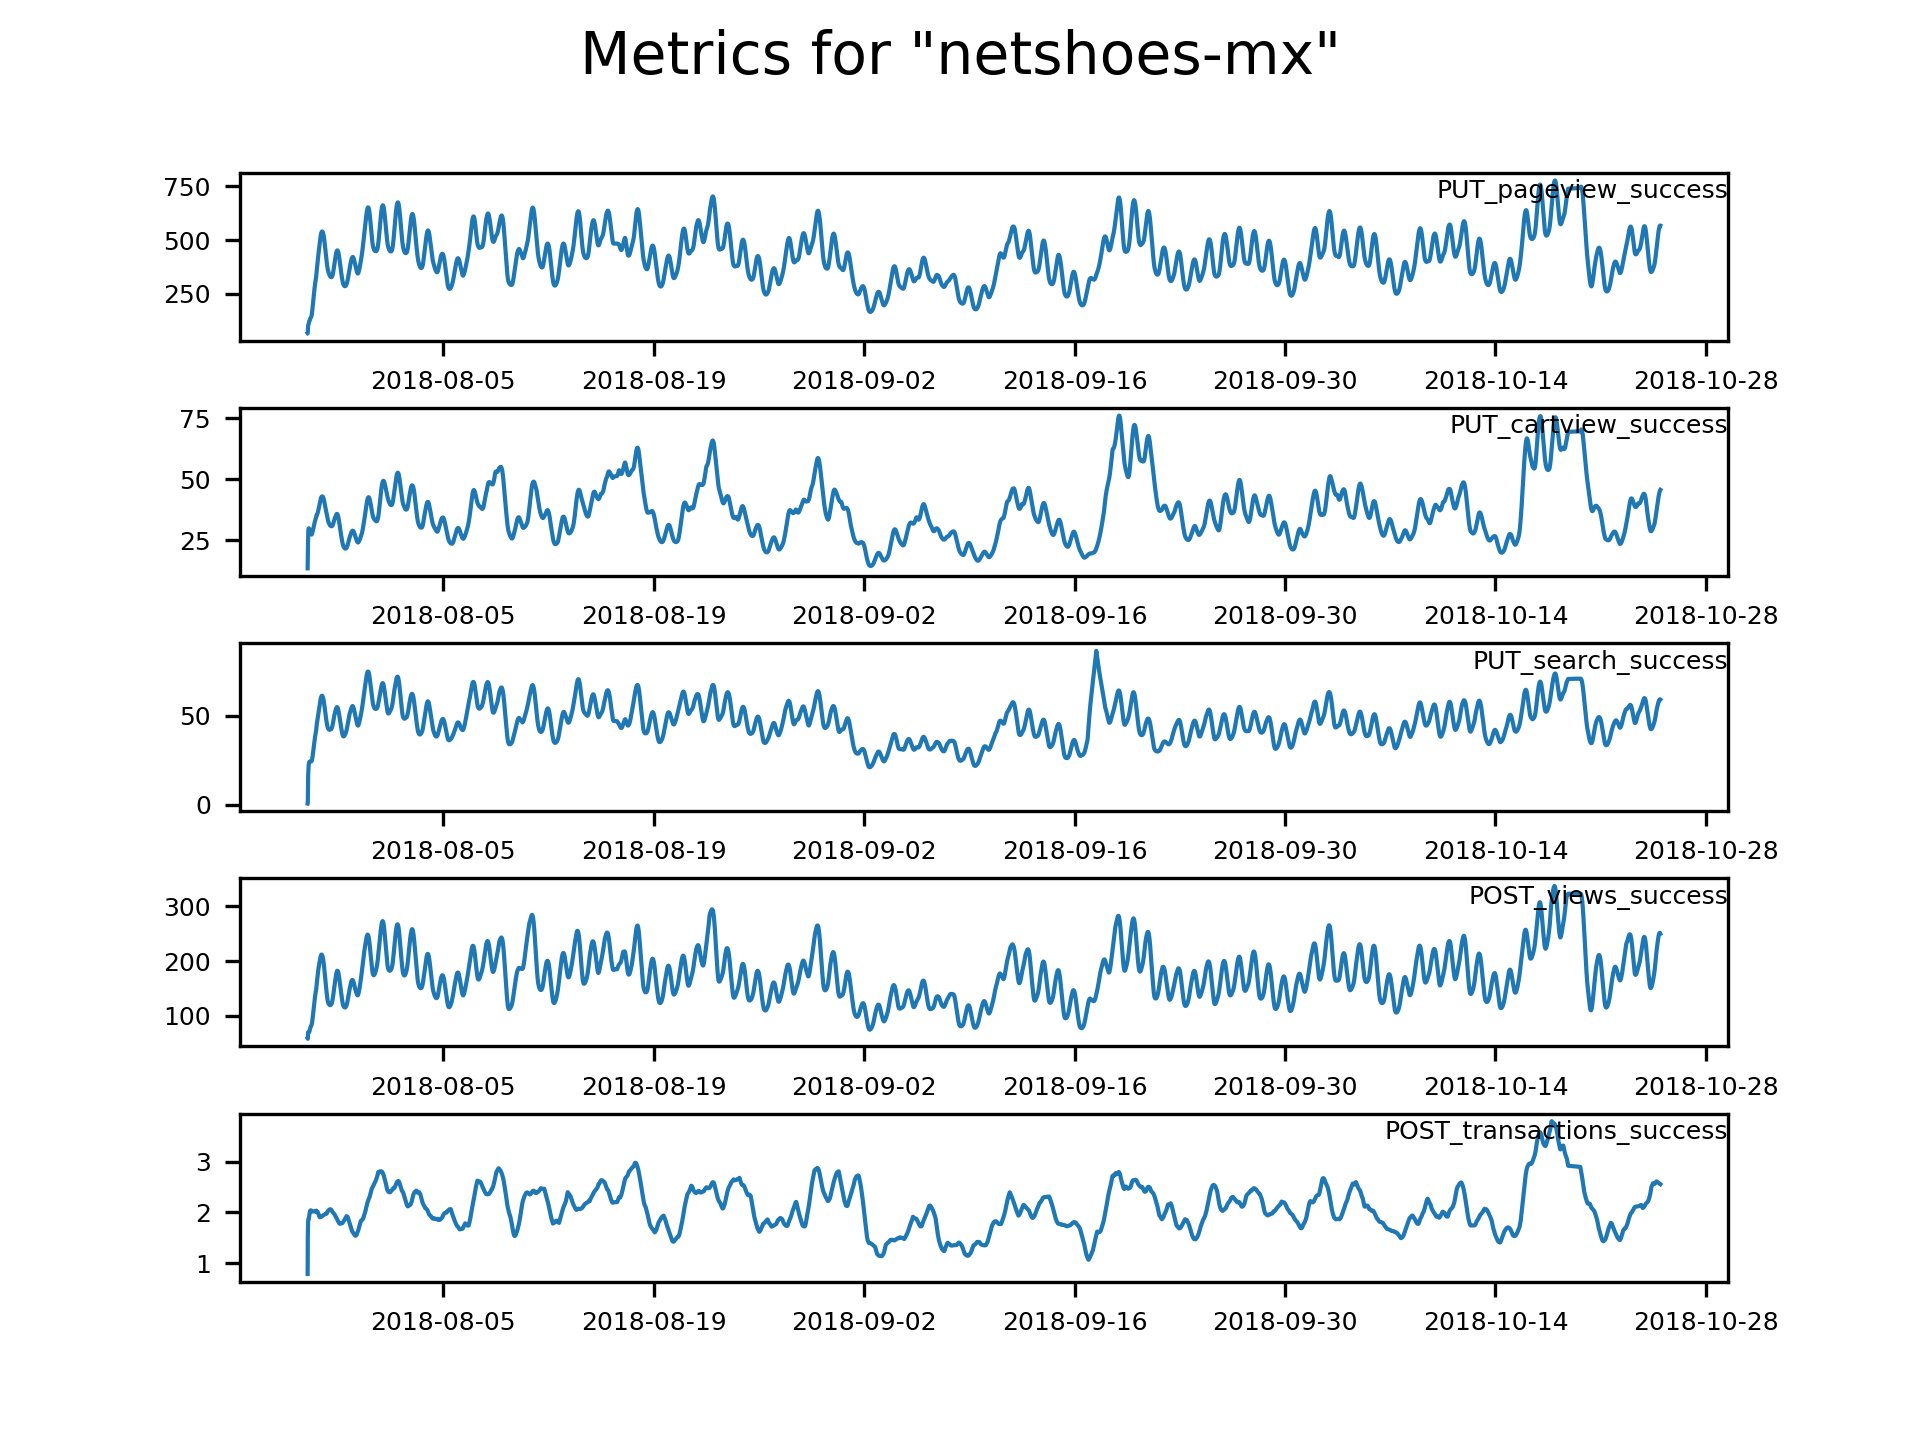 Metrics for "netshoes-mx"
PUT_pageview_success
750
500
250
2018-08-05 2018-08-19 2018-09-02 2018-09-16 2018-09-30 2018-10-14 2018-10-28
PUT_cartview_success
75
50
25
2018-08-05 2018-08-19 2018-09-02 2018-09-16 2018-09-30 2018-10-14 2018-10-28
PUT_search_success
50
0
2018-08-05 2018-08-19 2018-09-02 2018-09-16 2018-09-30 2018-10-14 2018-10-28
POST_views_success
300
200
100
2018-08-05 2018-08-19 2018-09-02 2018-09-16 2018-09-30 2018-10-14 2018-10-28
POST_transactions_success
3
2
1
2018-08-05 2018-08-19 2018-09-02 2018-09-16 2018-09-30 2018-10-14 2018-10-28